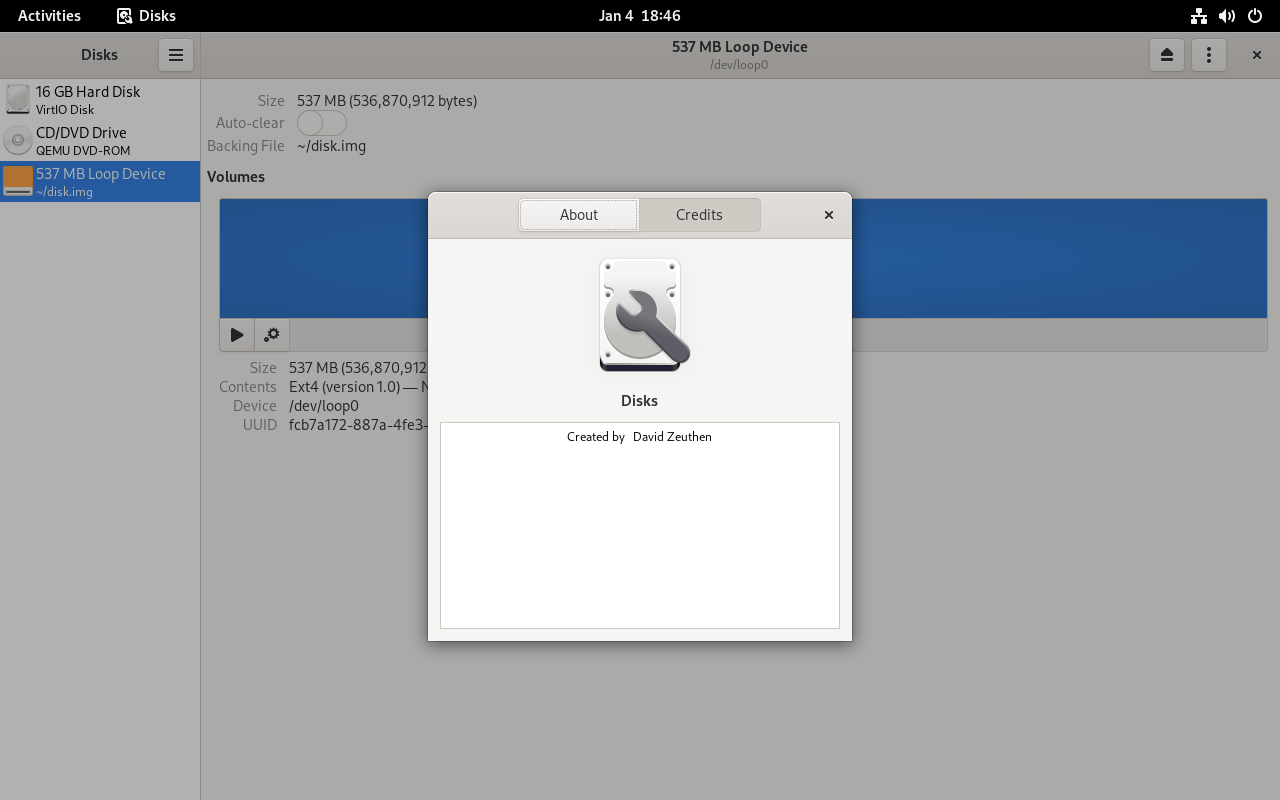 Activities Disks Jan 4 18:46
Disks
537 MB Loop Device
/dev/loop0
16 GB Hard Disk
VirtIO Disk
CD/DVD Drive
QEMU DVD-ROM
537 MB Loop Device
~/disk.img
Size 537 MB (536,870,912 bytes)
Auto-clear
Backing File ~/disk.img
Volumes
Size 537 MB (536,870,912
Contents Ext4 (version 1.0) —
Device /dev/loop0
UUID fcb7a172-887a-4fe3-
About Credits
Disks
Created by David Zeuthen